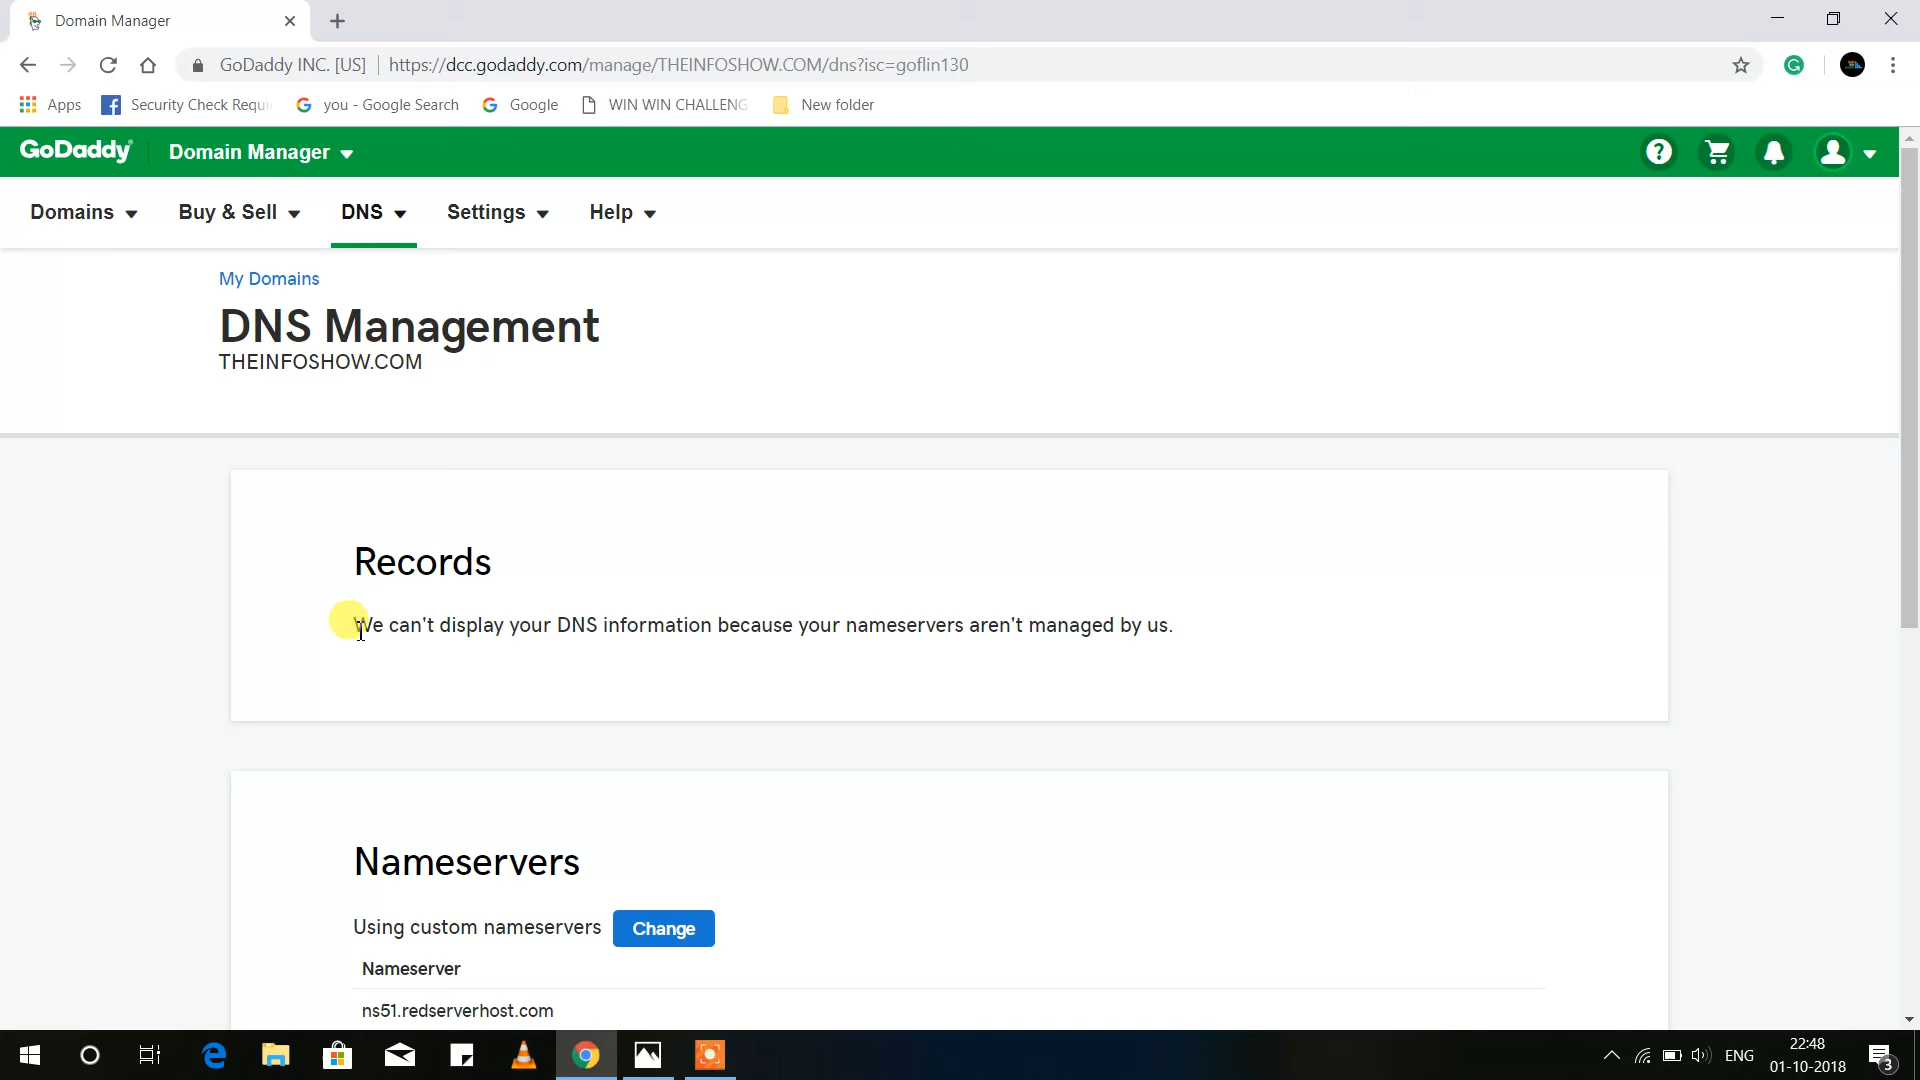 Domain Manager
GoDaddy INC. [US] https://dcc.godaddy.com/manage/THEINFOSHOW.COM/dns?isc=goflin130
Apps Security Check Requi you - Google Search Google WIN WIN CHALLENG New folder
GoDaddy Domain Manager
Domains Buy & Sell DNS Settings Help
My Domains
DNS Management
THEINFOSHOW.COM
Records
We can't display your DNS information because your nameservers aren't managed by us.
Nameservers
Using custom nameservers Change
Nameserver
ns51.redserverhost.com
ENG 22:48
01-10-2018 3